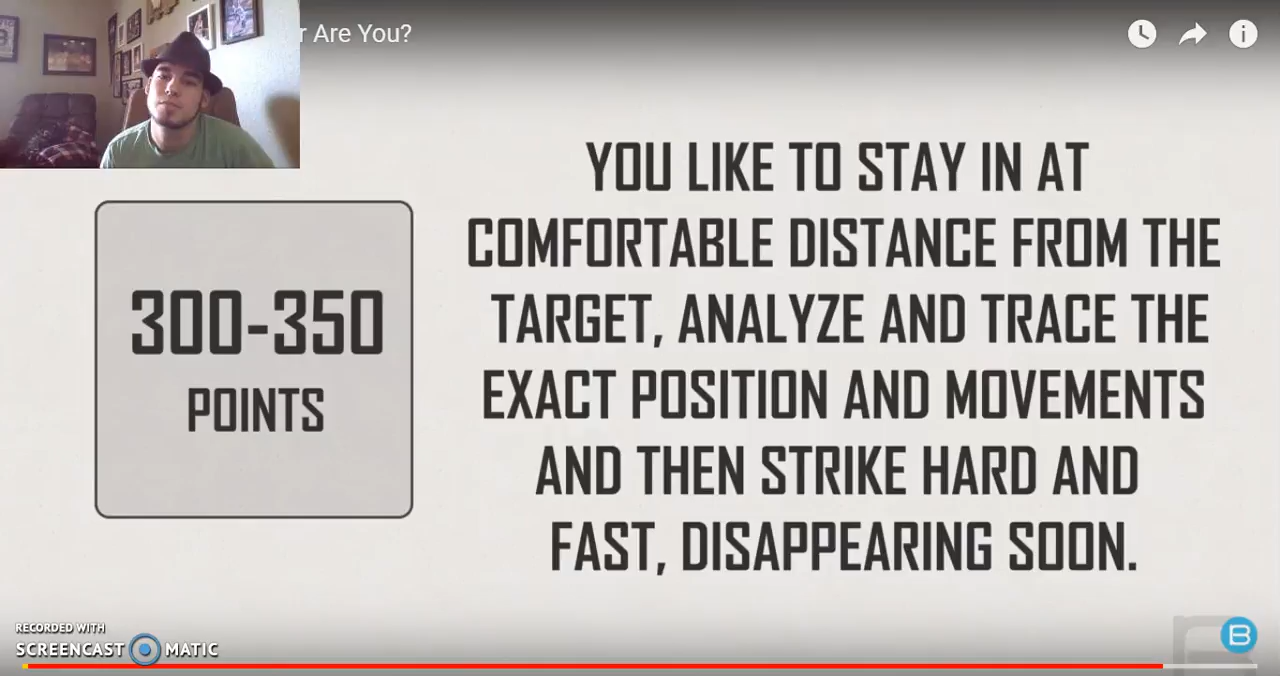 r Are You?
YOU LIKE TO STAY IN AT
COMFORTABLE DISTANCE FROM THE
TARGET, ANALYZE AND TRACE THE
EXACT POSITION AND MOVEMENTS
AND THEN STRIKE HARD AND
FAST, DISAPPEARING SOON.
300-350
POINTS
RECORDED WITH
SCREENCAST MATIC
B